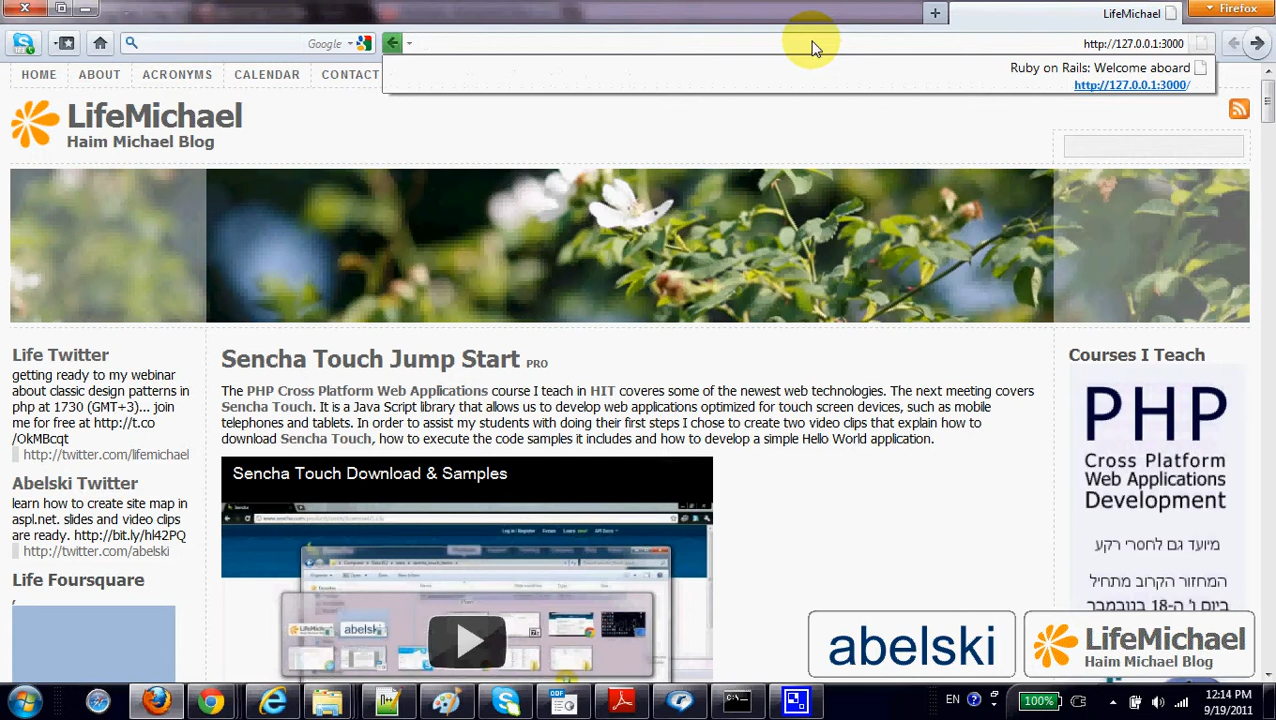 LifeMichael
Firefox
Google
http://127.0.0.1:3000
Ruby on Rails: Welcome aboard
http://127.0.0.1:3000/
HOME ABOUT ACRONYMS CALENDAR CONTACT
LifeMichael
Haim Michael Blog
Life Twitter
getting ready to my webinar
about classic design patterns in
php at 1730 (GMT+3)... join
me for free at http://t.co
/OkMBcqt
http://twitter.com/lifemichael
Abelski Twitter
learn how to create site map in
aspl.net. slides and video clips
are ready. http://bit.ly/hl42PQ
http://twitter.com/abelski
Life Foursquare
Sencha Touch Jump Start PRO
The PHP Cross Platform Web Applications course I teach in HIT coveres some of the newest web technologies. The next meeting covers
Sencha Touch. It is a Java Script library that allows us to develop web applications optimized for touch screen devices, such as mobile
telephones and tablets. In order to assist my students with doing their first steps I chose to create two video clips that explain how to
download Sencha Touch, how to execute the code samples it includes and how to develop a simple Hello World application.
Sencha Touch Download & Samples
abelski
Courses I Teach
PHP
Cross Platform
Web Applications
Development
מיועד גם לחסרי רקע
המחזור הקרוב מתחיל
ביום ו' ה-18 בנובמבר
abelski
LifeMichael
Haim Michael Blog
EN
100%
12:14 PM
9/19/2011